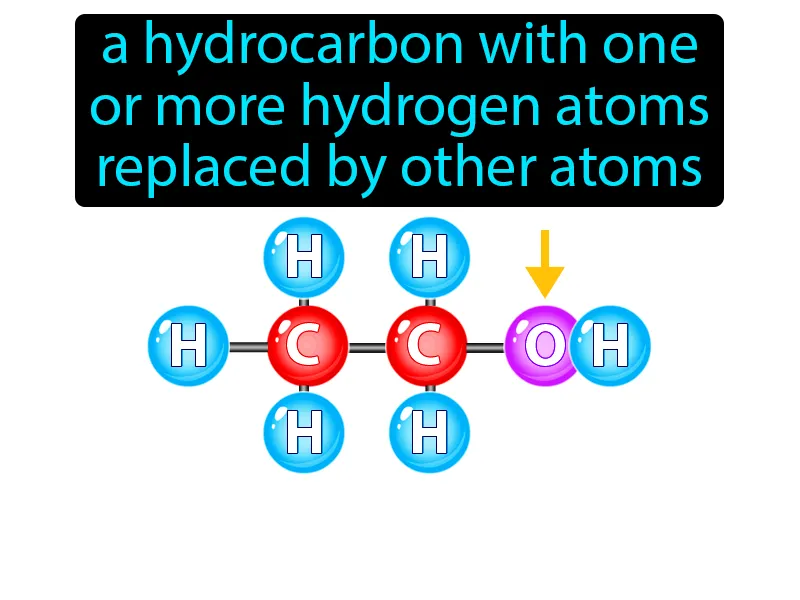 a hydrocarbon with one
or more hydrogen atoms
replaced by other atoms
H H
H C C O H
H H